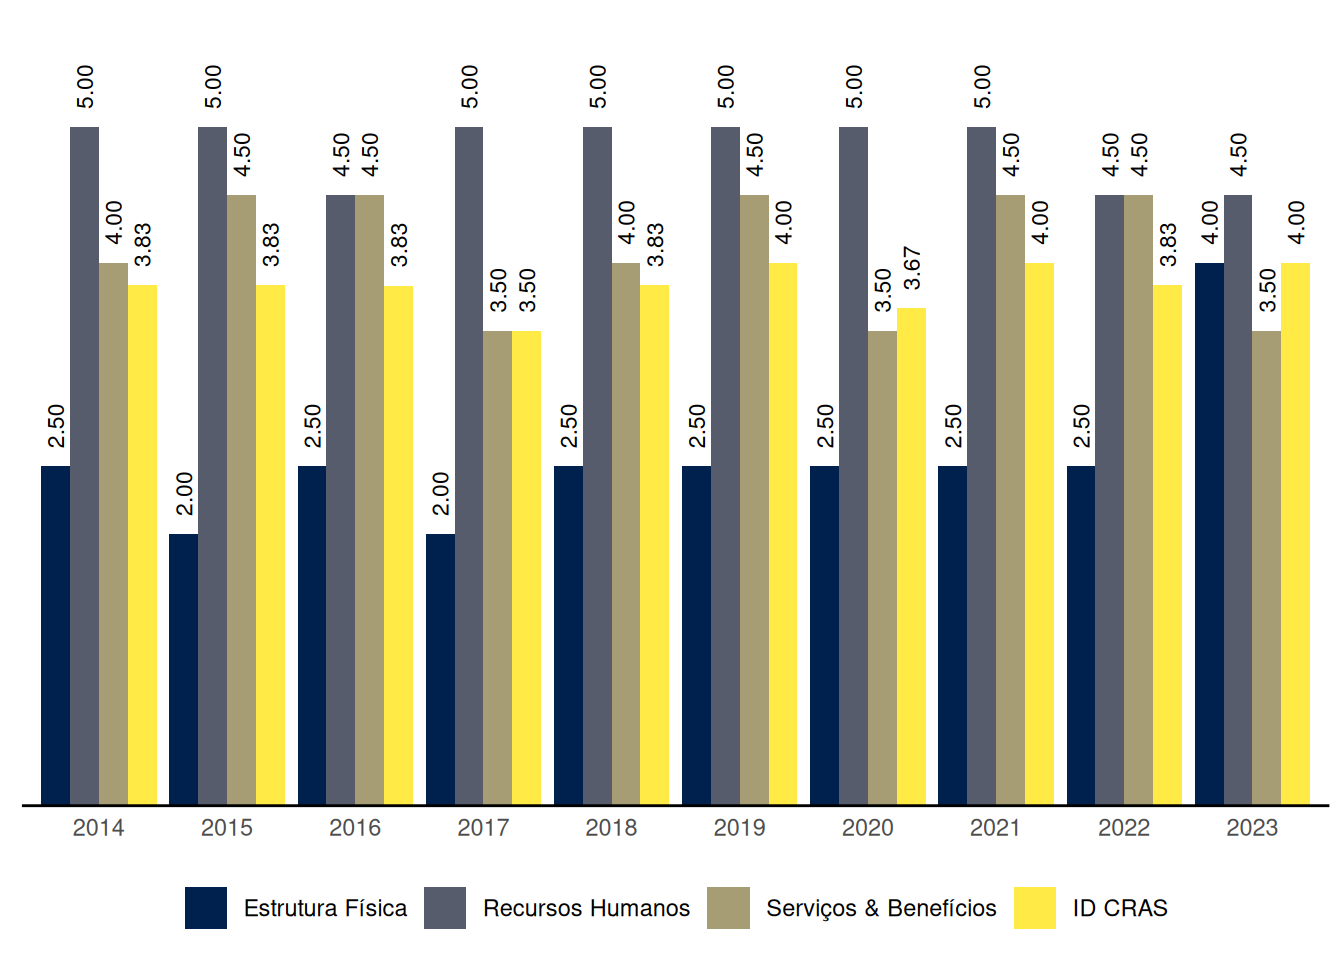 5.00 5.00 5.00 5.00 5.00 5.00 5.00
4.50 4.50 4.50 4.50 4.50 4.50 4.50 4.50
4.00 4.00 4.00 4.00 4.00 4.00
3.83 3.83 3.83 3.83 3.67 3.83
3.50 3.50 3.50 3.50
2.50 2.50 2.50 2.50 2.50 2.50 2.50
2.00 2.00
2014 2015 2016 2017 2018 2019 2020 2021 2022 2023
Estrutura Física Recursos Humanos Serviços & Benefícios ID CRAS